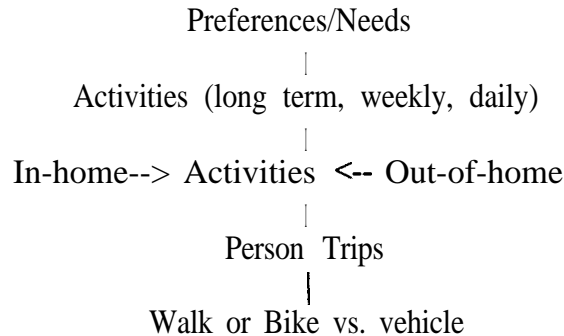 Preferences/Needs
Activities (long term, weekly, daily)
In-home--> Activities <-- Out-of-home
Person Trips
Walk or Bike vs. vehicle